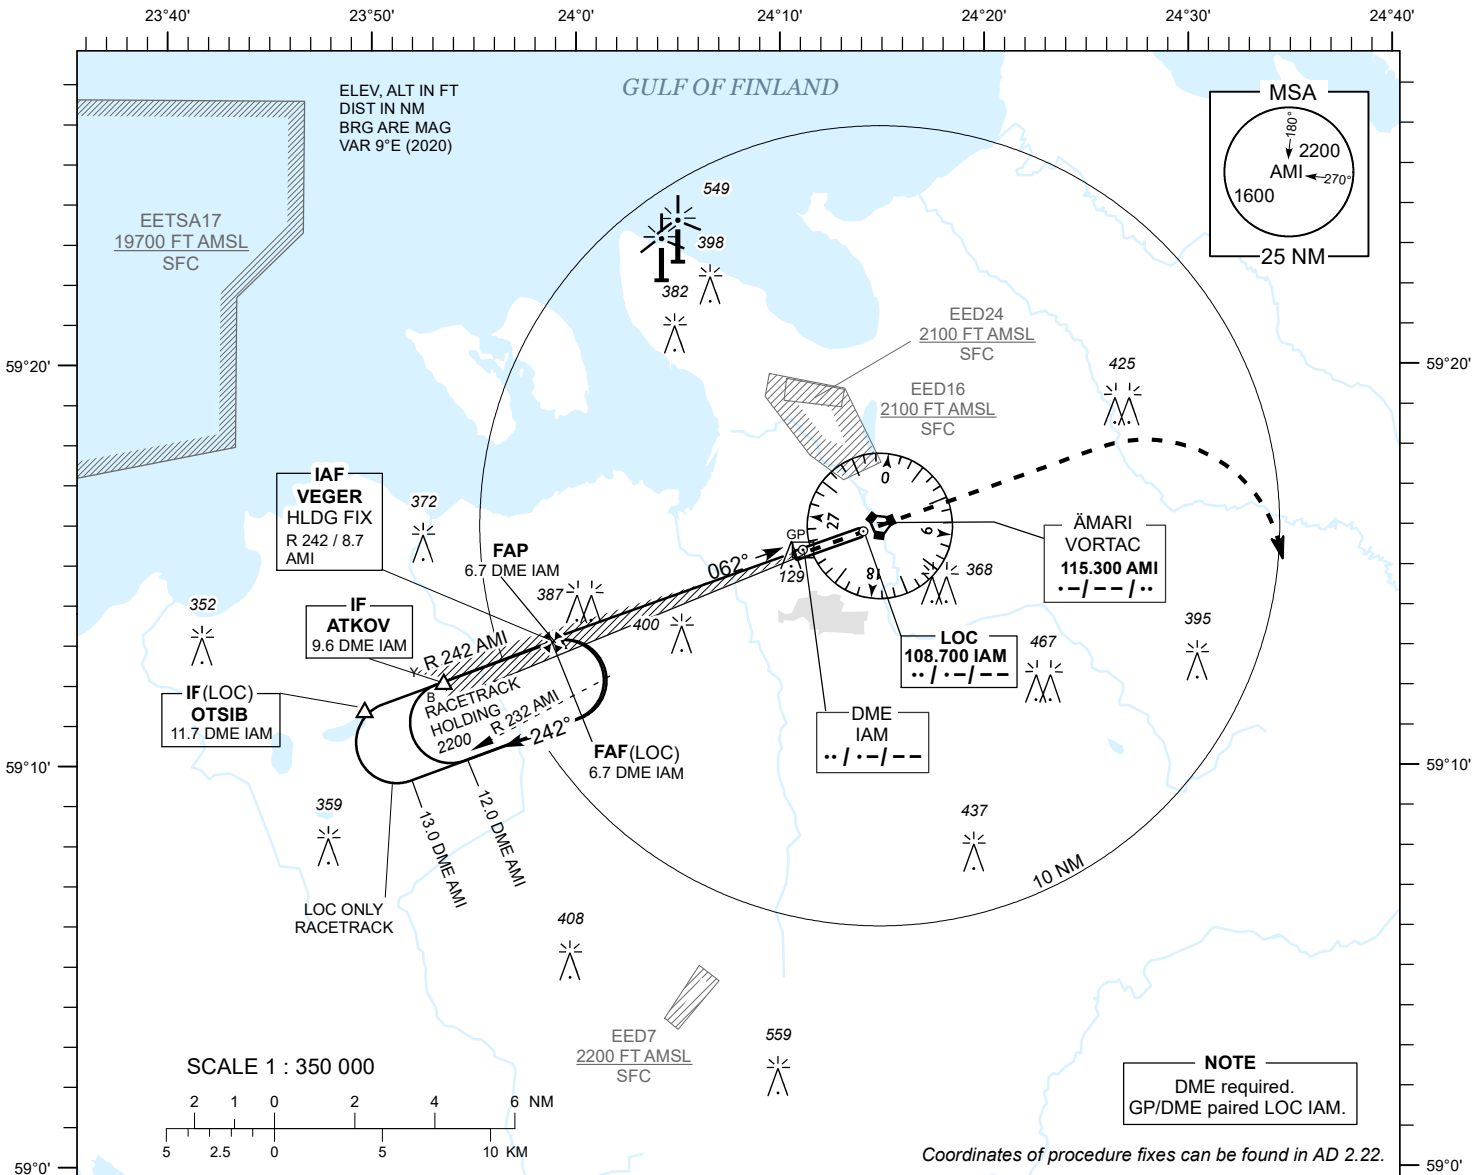 23°40' 23°50' 24°0' 24°10' 24°20' 24°30' 24°40'
ELEV, ALT IN FT
DIST IN NM
BRG ARE MAG
VAR 9°E (2020)
GULF OF FINLAND
MSA
180°
2200
AMI
270°
1600
25 NM
EETSA17
19700 FT AMSL
SFC
549
398
382
EED24
2100 FT AMSL
SFC
EED16
2100 FT AMSL
SFC
425
59°20'
59°20'
IAF
VEGER
HLDG FIX
R 242 / 8.7
AMI
372
FAP
6.7 DME IAM
062°
GP
129
0
9
18
27
ÄMARI
VORTAC
115.300 AMI
·–/––/··
368
387
400
352
IF
ATKOV
9.6 DME IAM
R 242 AMI
Y
B
RACETRACK
HOLDING
2200
R 232 AMI
242°
IF(LOC)
OTSIB
11.7 DME IAM
FAF(LOC)
6.7 DME IAM
LOC
108.700 IAM
··/·–/––
467
395
DME
IAM
··/·–/––
59°10'
59°10'
359
13.0 DME AMI
12.0 DME AMI
437
10 NM
LOC ONLY
RACETRACK
408
EED7
2200 FT AMSL
SFC
559
SCALE 1 : 350 000
2 1 0 2 4 6 NM
5 2.5 0 5 10 KM
NOTE
DME required.
GP/DME paired LOC IAM.
Coordinates of procedure fixes can be found in AD 2.22.
59°0'
59°0'